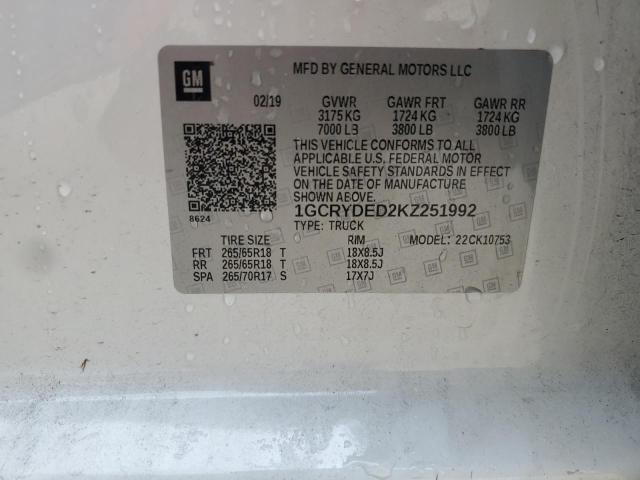 GM
MFD BY GENERAL MOTORS LLC
02/19 GVWR GAWR FRT GAWR RR
3175 KG 1724 KG 1724 KG
7000 LB 3800 LB 3800 LB
THIS VEHICLE CONFORMS TO ALL
APPLICABLE U.S. FEDERAL MOTOR
VEHICLE SAFETY STANDARDS IN EFFECT
ON THE DATE OF MANUFACTURE
SHOWN ABOVE.
8624
1GCRYDED2KZ251992
TYPE: TRUCK
TIRE SIZE RIM MODEL: 22CK10753
FRT 265/65R18 T 18X8.5J
RR 265/65R18 T 18X8.5J
SPA 265/70R17 S 17X7J